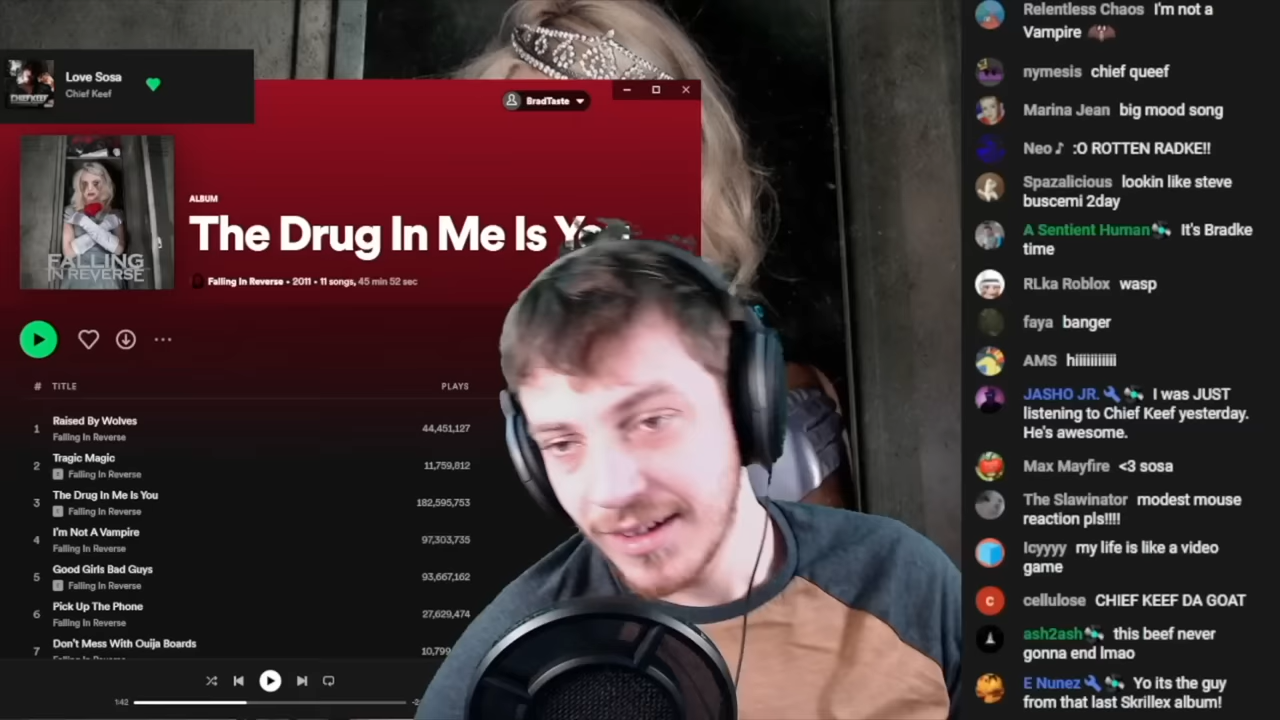 Love Sosa
Chief Keef
BradTaste
FALLING
IN REVERSE
ALBUM
The Drug In Me Is
Falling In Reverse • 2011 • 11 songs, 45 min 52 sec
# TITLE PLAYS
1 Raised By Wolves 44,451,127
Falling In Reverse
2 Tragic Magic 11,759,812
E Falling In Reverse
3 The Drug In Me Is You 182,595,753
E Falling In Reverse
4 I'm Not A Vampire 97,303,735
Falling In Reverse
5 Good Girls Bad Guys 93,667,162
E Falling In Reverse
6 Pick Up The Phone 27,629,474
Falling In Reverse
7 Don't Mess With Ouija Boards 10,799
Falling In Reverse
1:42
Relentless Chaos I'm not a
Vampire
nymesis chief queef
Marina Jean big mood song
Neo♪ :O ROTTEN RADKE!!
Spazalicious lookin like steve
buscemi 2day
A Sentient Human It's Bradke
time
RLka Roblox wasp
faya banger
AMS hiiiiiiiiiiii
JASHO JR. I was JUST
listening to Chief Keef yesterday.
He's awesome.
Max Mayfire <3 sosa
The Slawinator modest mouse
reaction pls!!!!
Icyyyy my life is like a video
game
c cellulose CHIEF KEEF DA GOAT
ash2ash this beef never
gonna end lmao
E Nunez Yo its the guy
from that last Skrillex album!